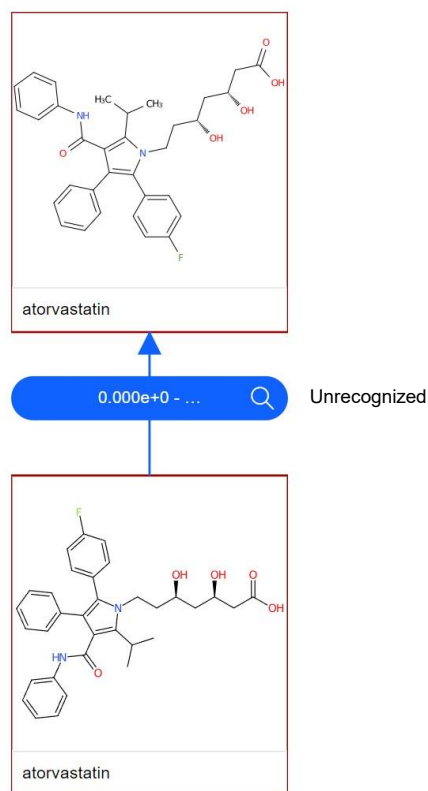 O
OH
OH
OH
H₃C
CH₃
NH
O
N
F
atorvastatin
0.000e+0 - ...
Unrecognized
F
OH OH O
OH
N
HN
O
atorvastatin